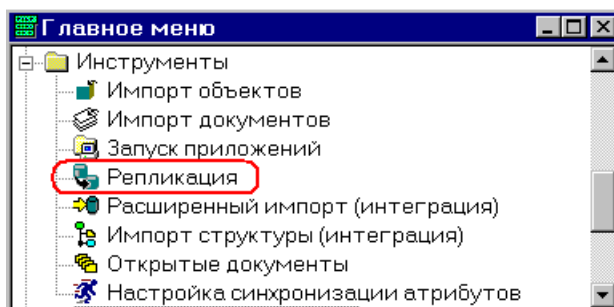 Главное меню
Инструменты
Импорт объектов
Импорт документов
Запуск приложений
Репликация
Расширенный импорт (интеграция)
Импорт структуры (интеграция)
Открытые документы
Настройка синхронизации атрибутов